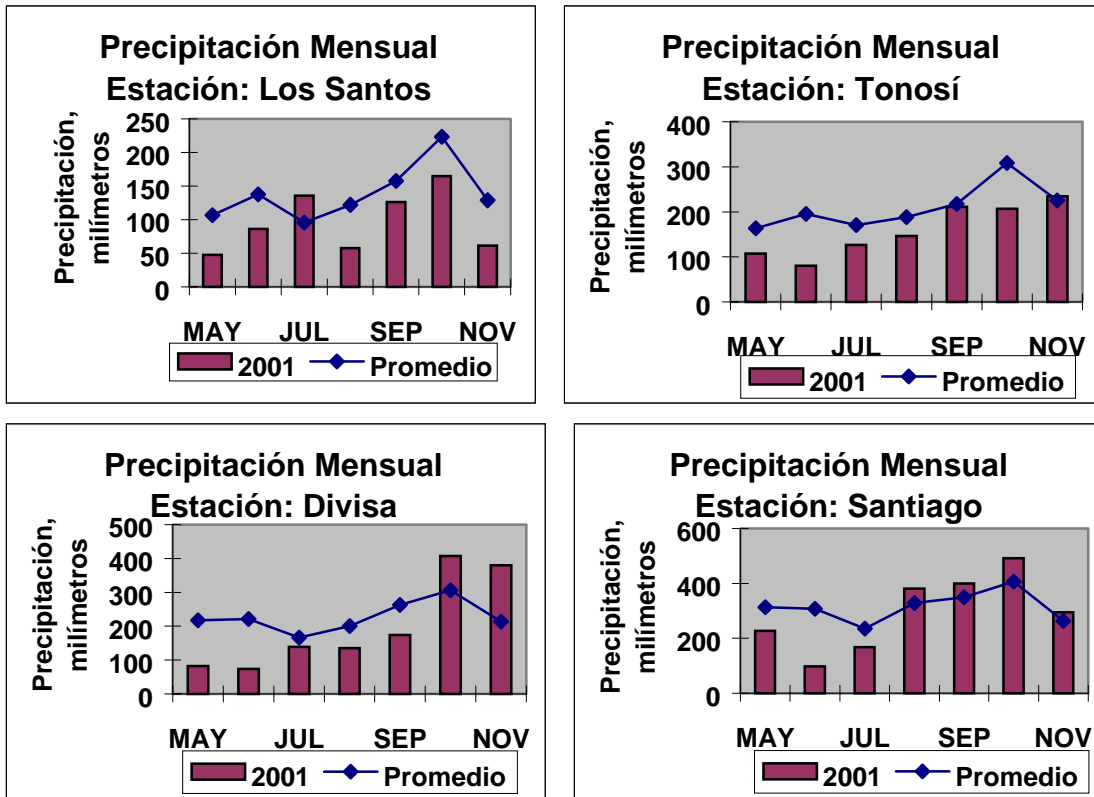 Precipitación Mensual
Estación: Los Santos
Precipitación,
milímetros
250
200
150
100
50
0
MAY JUL SEP NOV
2001 Promedio
Precipitación Mensual
Estación: Tonosí
Precipitación,
milímetros
400
300
200
100
0
MAY JUL SEP NOV
2001 Promedio
Precipitación Mensual
Estación: Divisa
Precipitación,
milímetros
500
400
300
200
100
0
MAY JUL SEP NOV
2001 Promedio
Precipitación Mensual
Estación: Santiago
Precipitación,
milímetros
600
400
200
0
MAY JUL SEP NOV
2001 Promedio